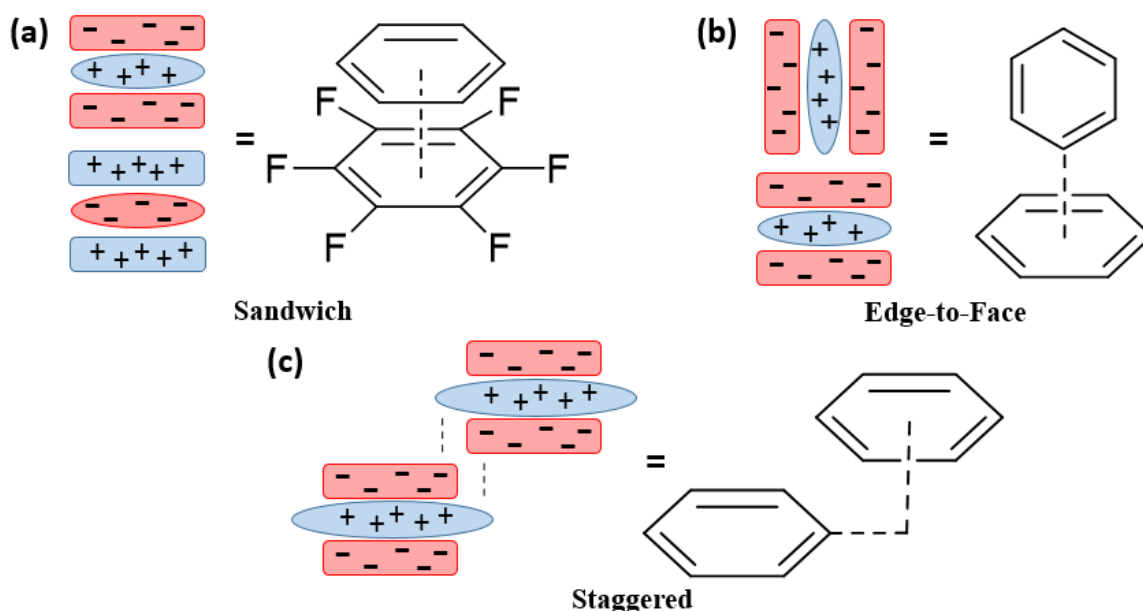 (a)
- - - - -
+ + + + +
- - - - -
+ + + + +
- - - - -
+ + + + +
=
F F
F F
F F
Sandwich
(b)
- - - - -
+ + + +
- - - - -
=
- - - - -
+ + + + +
- - - - -
Edge-to-Face
(c)
- - - - -
+ + + + +
- - - - -
- - - - -
+ + + + +
- - - - -
=
Staggered